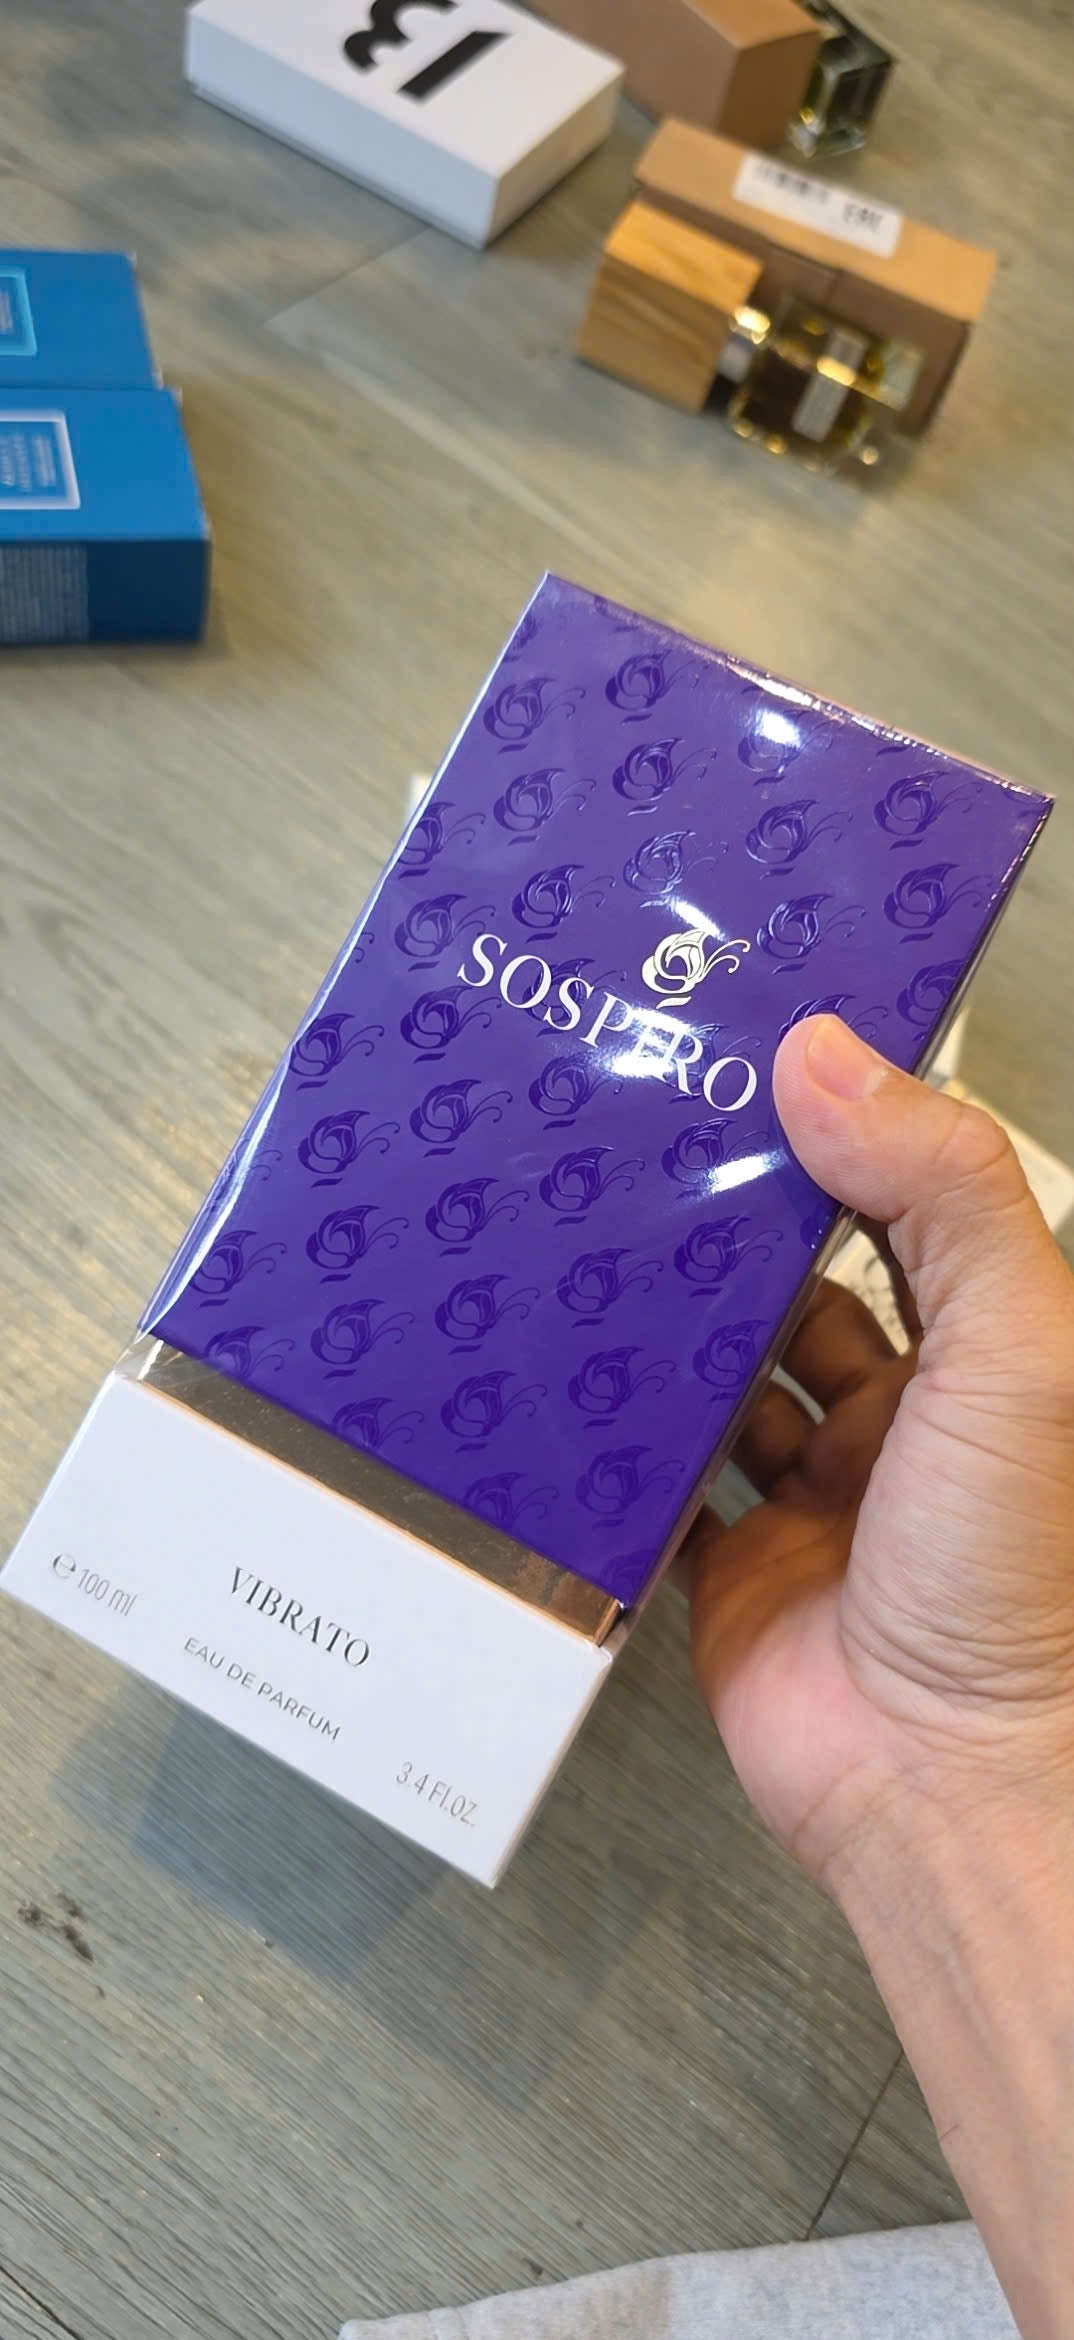 13
SOSPIRO
VIBRATO
EAU DE PARFUM
℮ 100 ml
3.4 Fl.OZ.